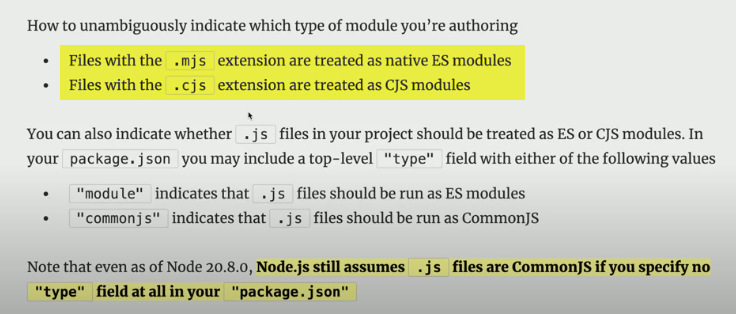 How to unambiguously indicate which type of module you're authoring
• Files with the .mjs extension are treated as native ES modules
• Files with the .cjs extension are treated as CJS modules
You can also indicate whether .js files in your project should be treated as ES or CJS modules. In
your package.json you may include a top-level "type" field with either of the following values
• "module" indicates that .js files should be run as ES modules
• "commonjs" indicates that .js files should be run as CommonJS
Note that even as of Node 20.8.0, Node.js still assumes .js files are CommonJS if you specify no
"type" field at all in your "package.json"